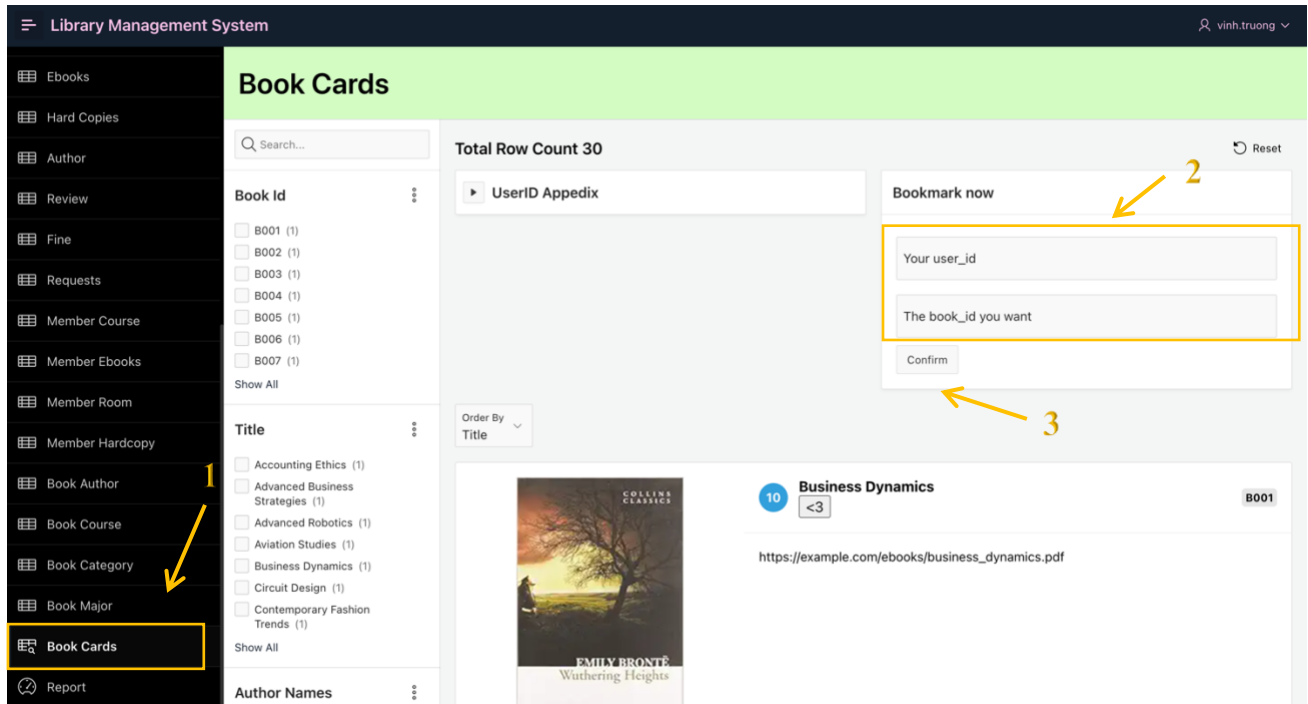 Library Management System
vinh.truong
Ebooks
Hard Copies
Author
Review
Fine
Requests
Member Course
Member Ebooks
Member Room
Member Hardcopy
Book Author
Book Course
Book Category
Book Major
Book Cards
Report
1
Book Cards
Search...
Book Id
B001 (1)
B002 (1)
B003 (1)
B004 (1)
B005 (1)
B006 (1)
B007 (1)
Show All
Title
Accounting Ethics (1)
Advanced Business
Strategies (1)
Advanced Robotics (1)
Aviation Studies (1)
Business Dynamics (1)
Circuit Design (1)
Contemporary Fashion
Trends (1)
Show All
Author Names
Total Row Count 30
Reset
UserID Appedix
Bookmark now
2
Your user_id
The book_id you want
Confirm
3
Order By
Title
COLLINS
CLASSICS
EMILY BRONTË
Wuthering Heights
10
Business Dynamics
<3
B001
https://example.com/ebooks/business_dynamics.pdf